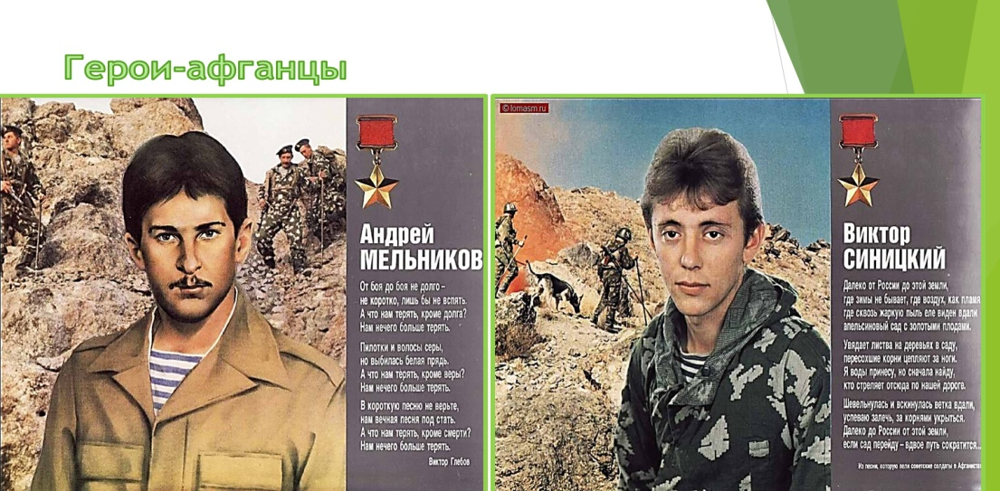 Герои-афганцы
Андрей
МЕЛЬНИКОВ
От боя до боя не долго –
не коротко, лишь бы не вспять.
А что нам терять, кроме долга?
Нам нечего больше терять.
Пилотки и волосы серы,
но выбилась белая прядь.
А что нам терять, кроме веры?
Нам нечего больше терять.
В короткую песню не верьте,
нам вечная песня под стать.
А что нам терять, кроме смерти?
Нам нечего больше терять.
Виктор Глебов
© lomasm.ru
Виктор
СИНИЦКИЙ
Далеко от России до этой земли,
где зимы не бывает, где воздух, как пламя
где сквозь жаркую пыль еле виден вдали
апельсиновый сад с золотыми плодами.
Увядает листва на деревьях в саду,
пересохшие корни цепляют за ноги.
Я воды принесу, но сначала найду,
кто стреляет отсюда по нашей дороге.
Шевельнулась и вскинулась ветка вдали,
успеваю залечь, за корнями укрыться.
Далеко до России от этой земли,
если сад перейду – вдвое путь сократится...
Из песни, которую пели советские солдаты в Афганистан